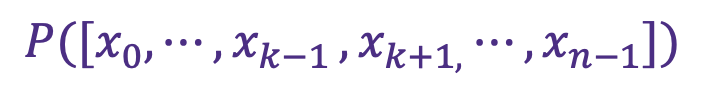 P([x₀, ⋯ , xₖ₋₁ , xₖ₊₁, ⋯ , xₙ₋₁])